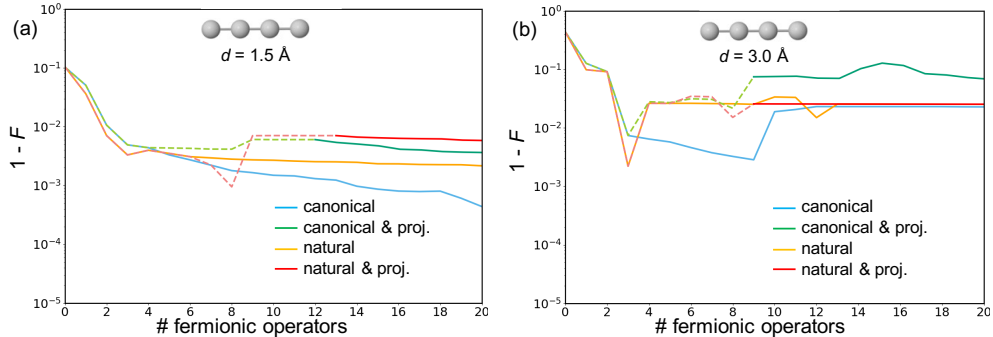 (a)
d = 1.5 Å
10⁰
10⁻¹
10⁻²
10⁻³
10⁻⁴
10⁻⁵
1 - F
canonical
canonical & proj.
natural
natural & proj.
0 2 4 6 8 10 12 14 16 18 20
# fermionic operators
(b)
d = 3.0 Å
10⁰
10⁻¹
10⁻²
10⁻³
10⁻⁴
10⁻⁵
1 - F
canonical
canonical & proj.
natural
natural & proj.
0 2 4 6 8 10 12 14 16 18 20
# fermionic operators